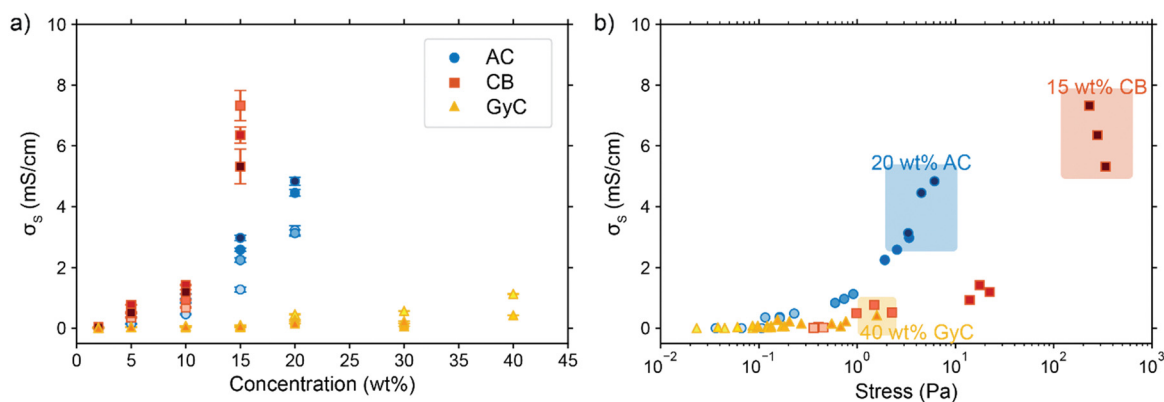 a)
10
8
6
4
2
0
σS (mS/cm)
0 5 10 15 20 25 30 35 40 45
Concentration (wt%)
AC
CB
GyC
b)
10
8
6
4
2
0
σS (mS/cm)
15 wt% CB
20 wt% AC
40 wt% GyC
10⁻² 10⁻¹ 10⁰ 10¹ 10² 10³
Stress (Pa)